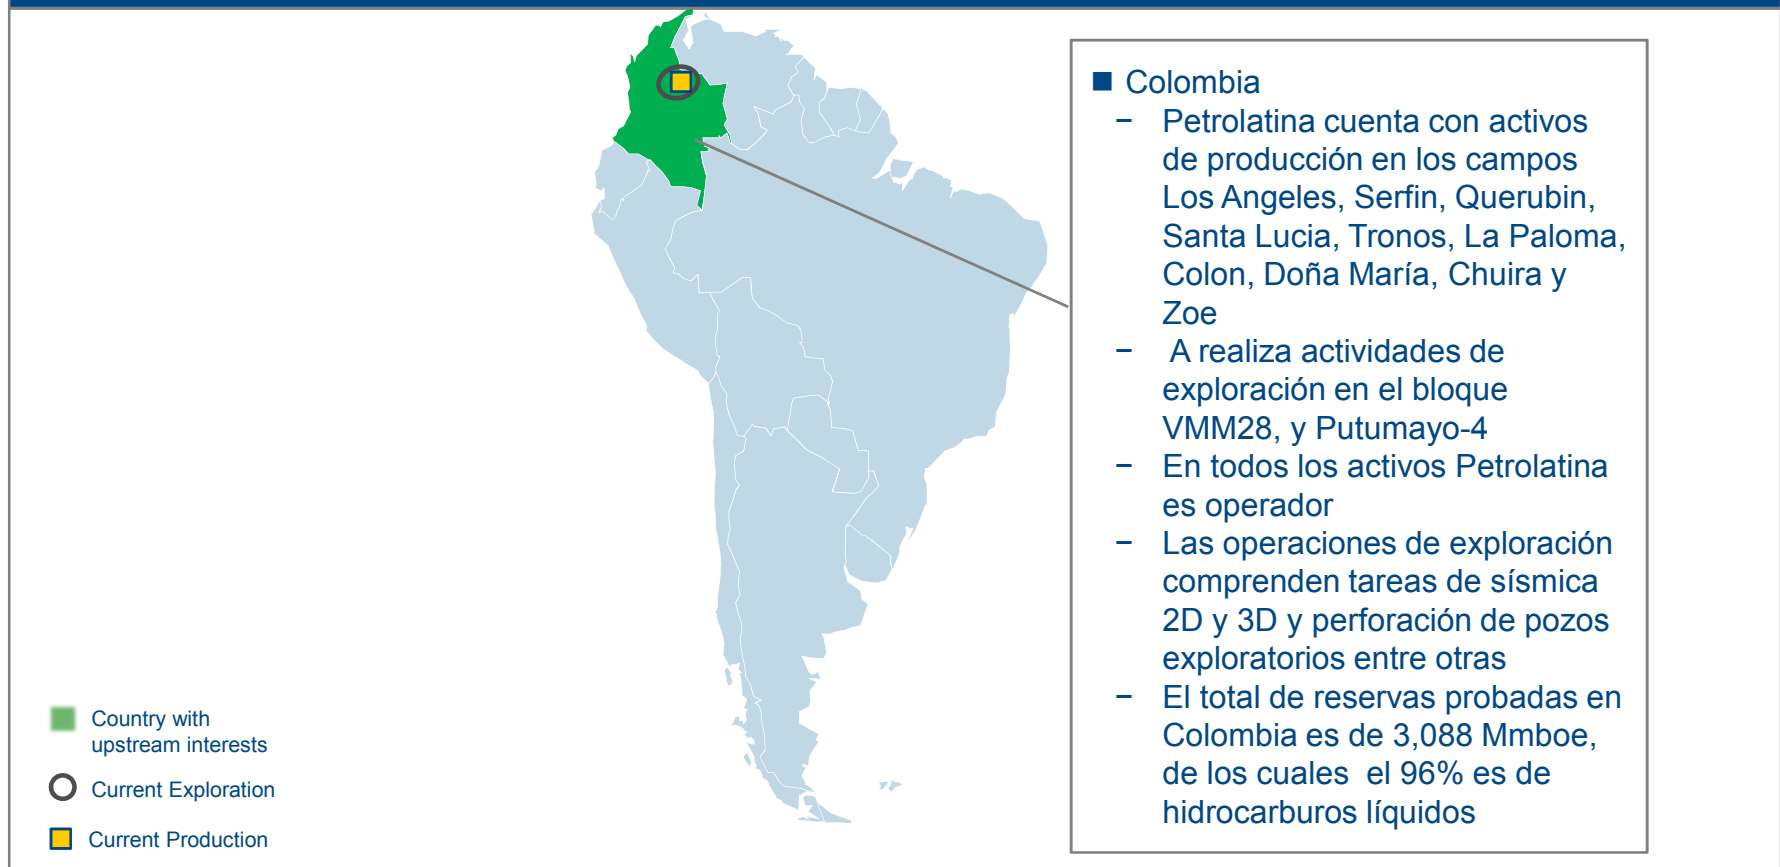 ■ Colombia
− Petrolatina cuenta con activos
de producción en los campos
Los Angeles, Serfin, Querubin,
Santa Lucia, Tronos, La Paloma,
Colon, Doña María, Chuira y
Zoe
− A realiza actividades de
exploración en el bloque
VMM28, y Putumayo-4
− En todos los activos Petrolatina
es operador
− Las operaciones de exploración
comprenden tareas de sísmica
2D y 3D y perforación de pozos
exploratorios entre otras
− El total de reservas probadas en
Colombia es de 3,088 Mmboe,
de los cuales el 96% es de
hidrocarburos líquidos
Country with
upstream interests
Current Exploration
Current Production